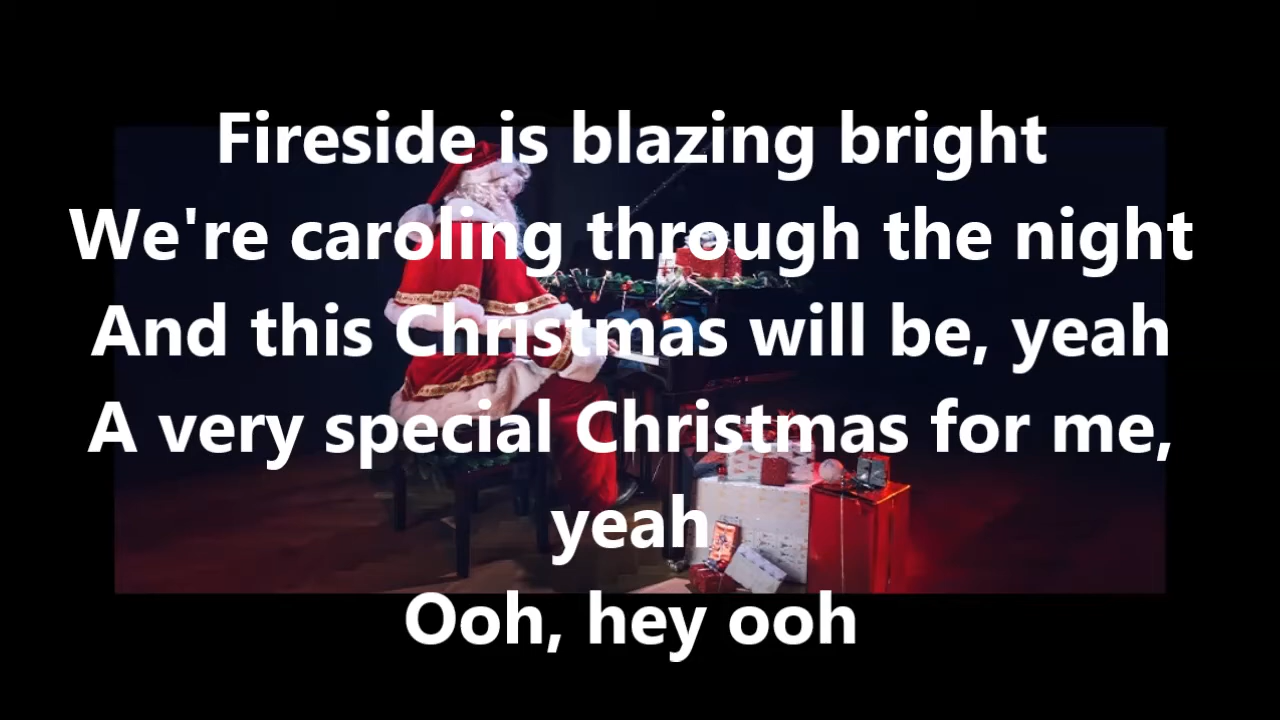 Fireside is blazing bright
We're caroling through the night
And this Christmas will be, yeah
A very special Christmas for me,
yeah
Ooh, hey ooh